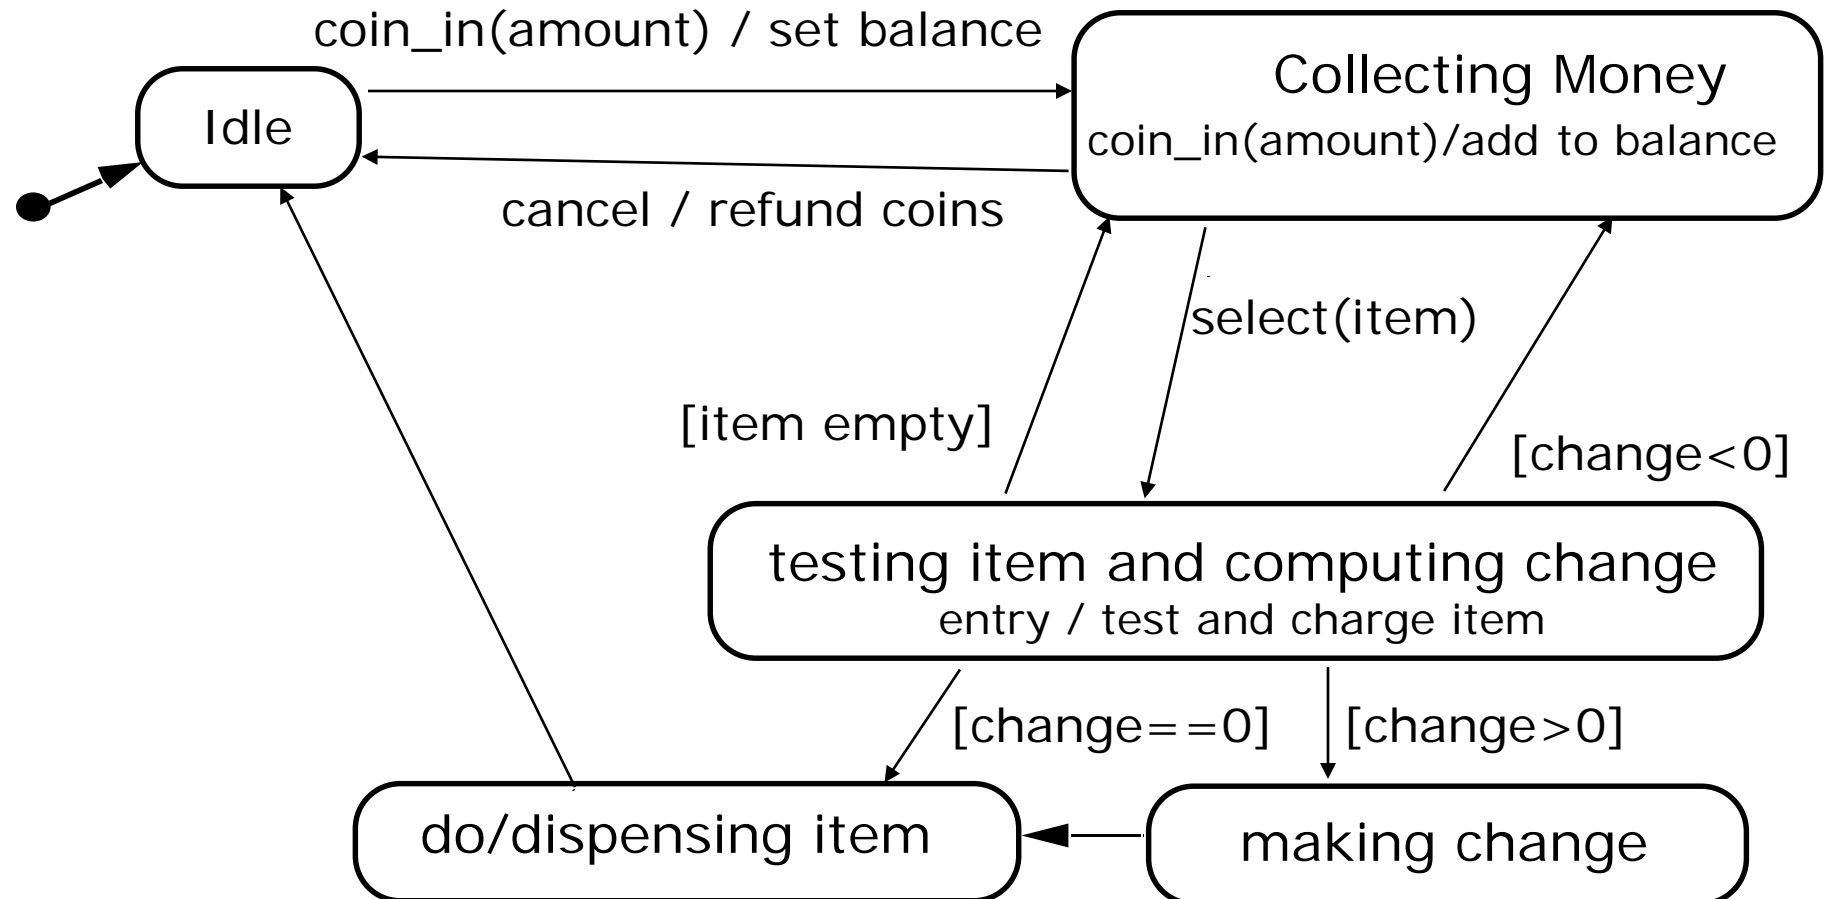 coin_in(amount) / set balance
Idle
Collecting Money
coin_in(amount)/add to balance
cancel / refund coins
select(item)
[item empty]
[change<0]
testing item and computing change
entry / test and charge item
[change==0]
[change>0]
do/dispensing item
making change